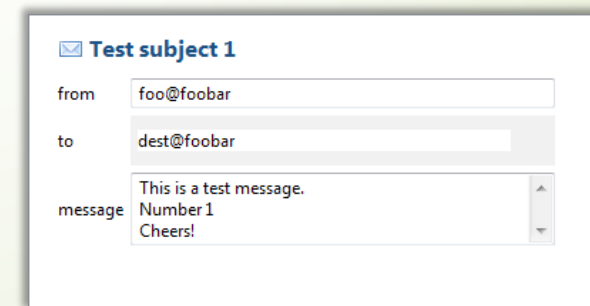 Test subject 1
from foo@foobar
to dest@foobar
message This is a test message.
Number 1
Cheers!